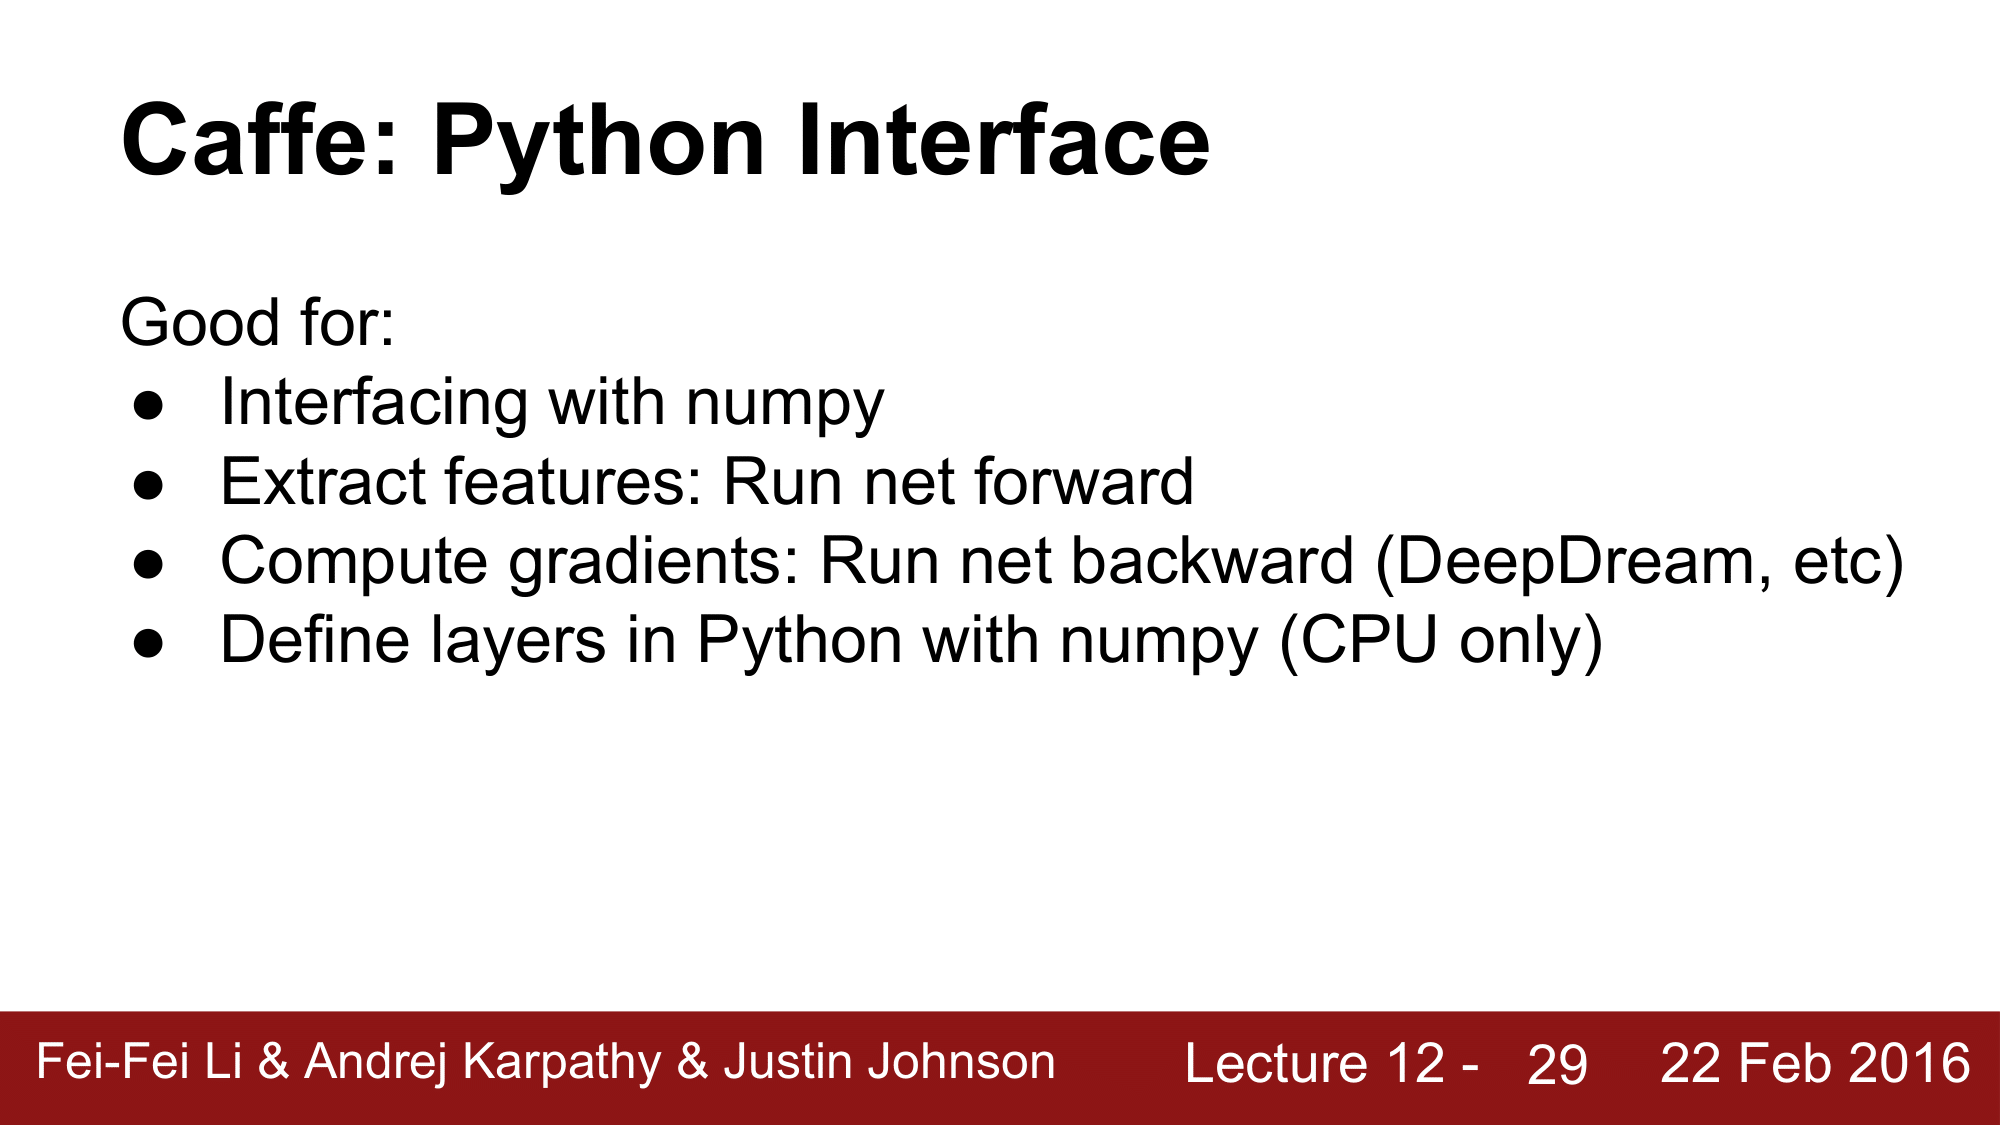 Caffe: Python Interface
Good for:
● Interfacing with numpy
● Extract features: Run net forward
● Compute gradients: Run net backward (DeepDream, etc)
● Define layers in Python with numpy (CPU only)
Fei-Fei Li & Andrej Karpathy & Justin Johnson Lecture 12 - 29 22 Feb 2016